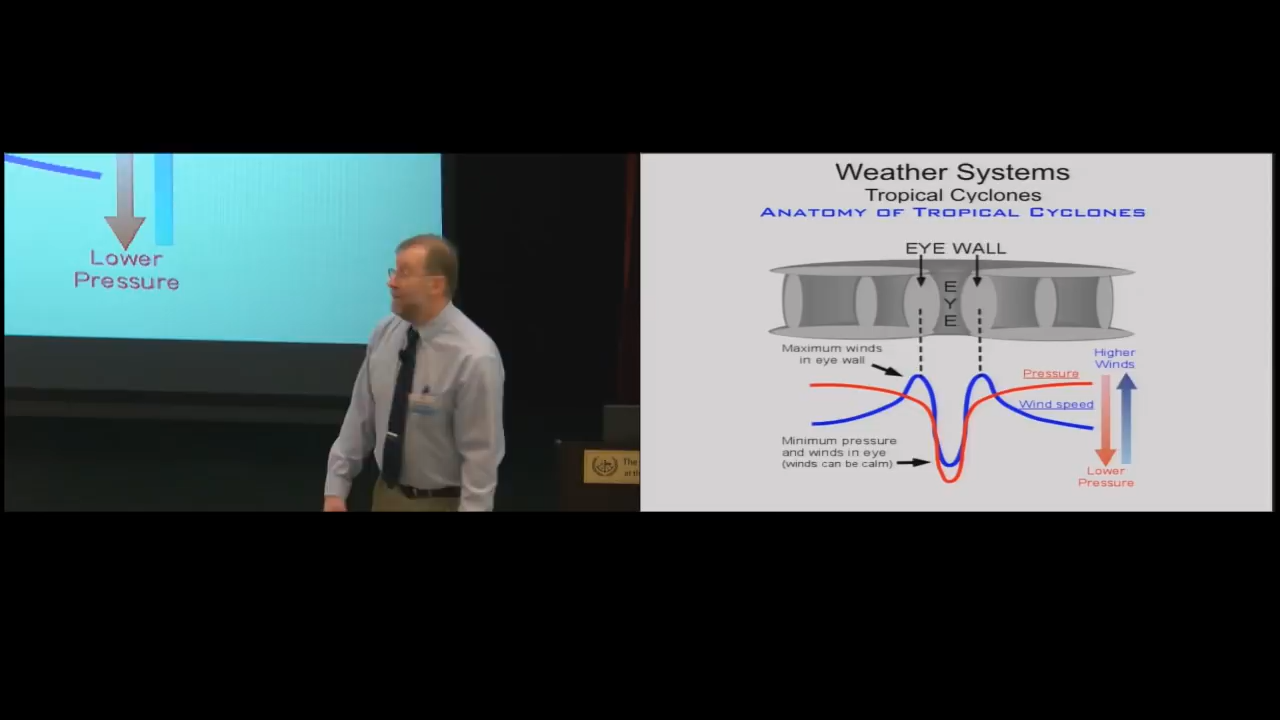 Lower
Pressure
The
Weather Systems
Tropical Cyclones
ANATOMY OF TROPICAL CYCLONES
EYE WALL
E
Y
E
Maximum winds
in eye wall
Higher
Winds
Pressure
Wind speed
Minimum pressure
and winds in eye
(winds can be calm)
Lower
Pressure